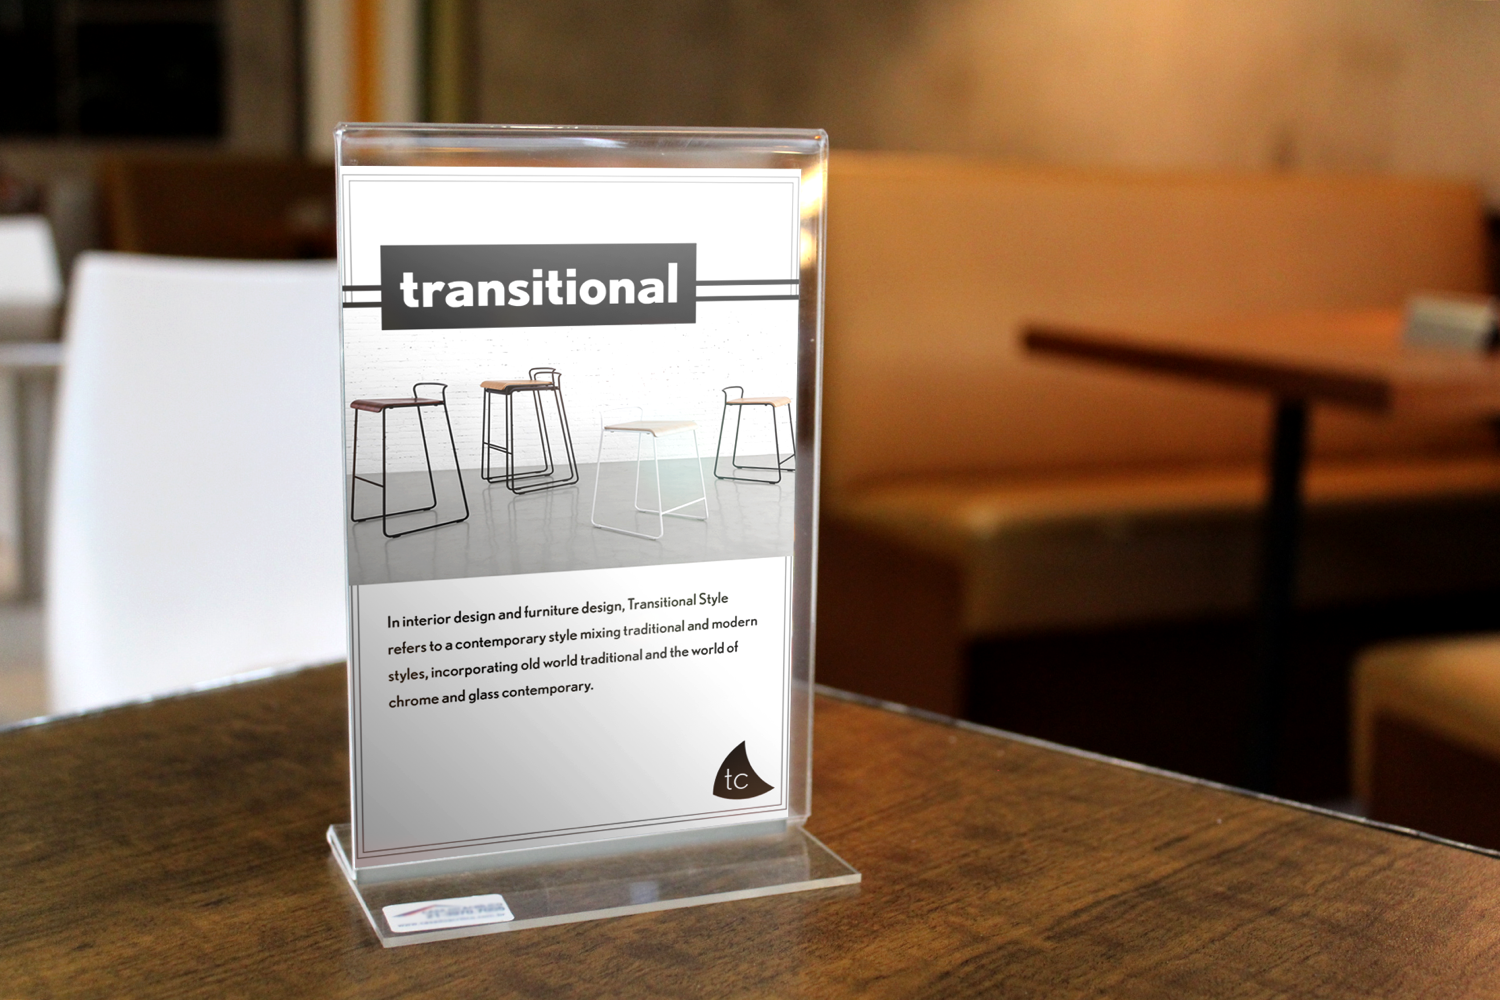 transitional
In interior design and furniture design, Transitional Style
refers to a contemporary style mixing traditional and modern
styles, incorporating old world traditional and the world of
chrome and glass contemporary.
tc